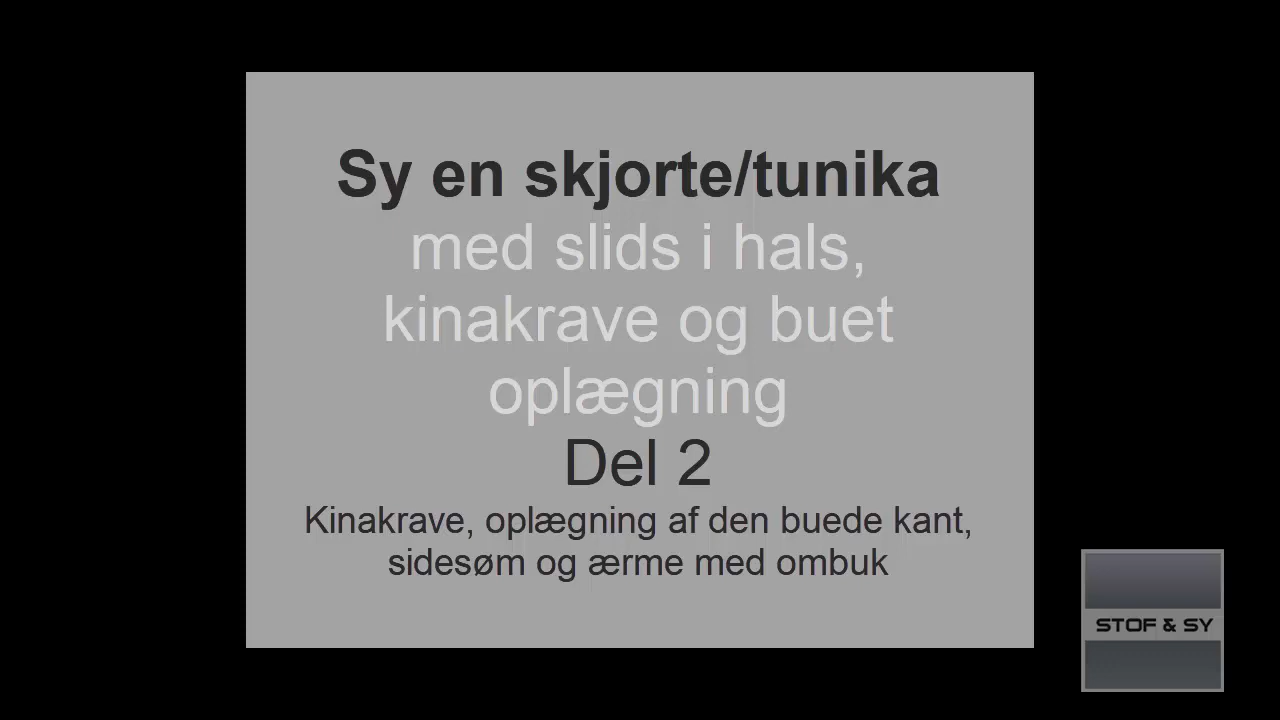 Sy en skjorte/tunika
med slids i hals,
kinakrave og buet
oplægning
Del 2
Kinakrave, oplægning af den buede kant,
sidesøm og ærme med ombuk
STOF & SY